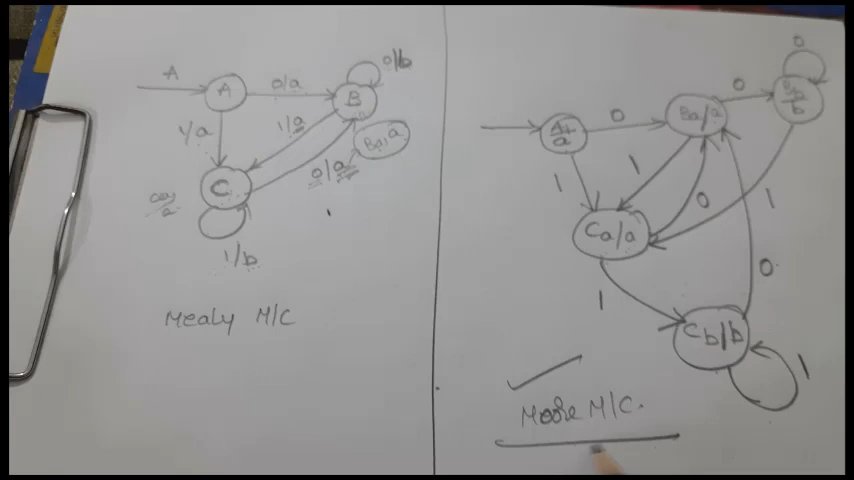 A
A
0/a
B
0/b
1/a
1/a
Ba, a
C
0/a
1/b
Mealy M/C
0
Ba/a
0
0
a
1
1
0
1
Ca/a
1
0
Cb/b
1
Moore M/C.